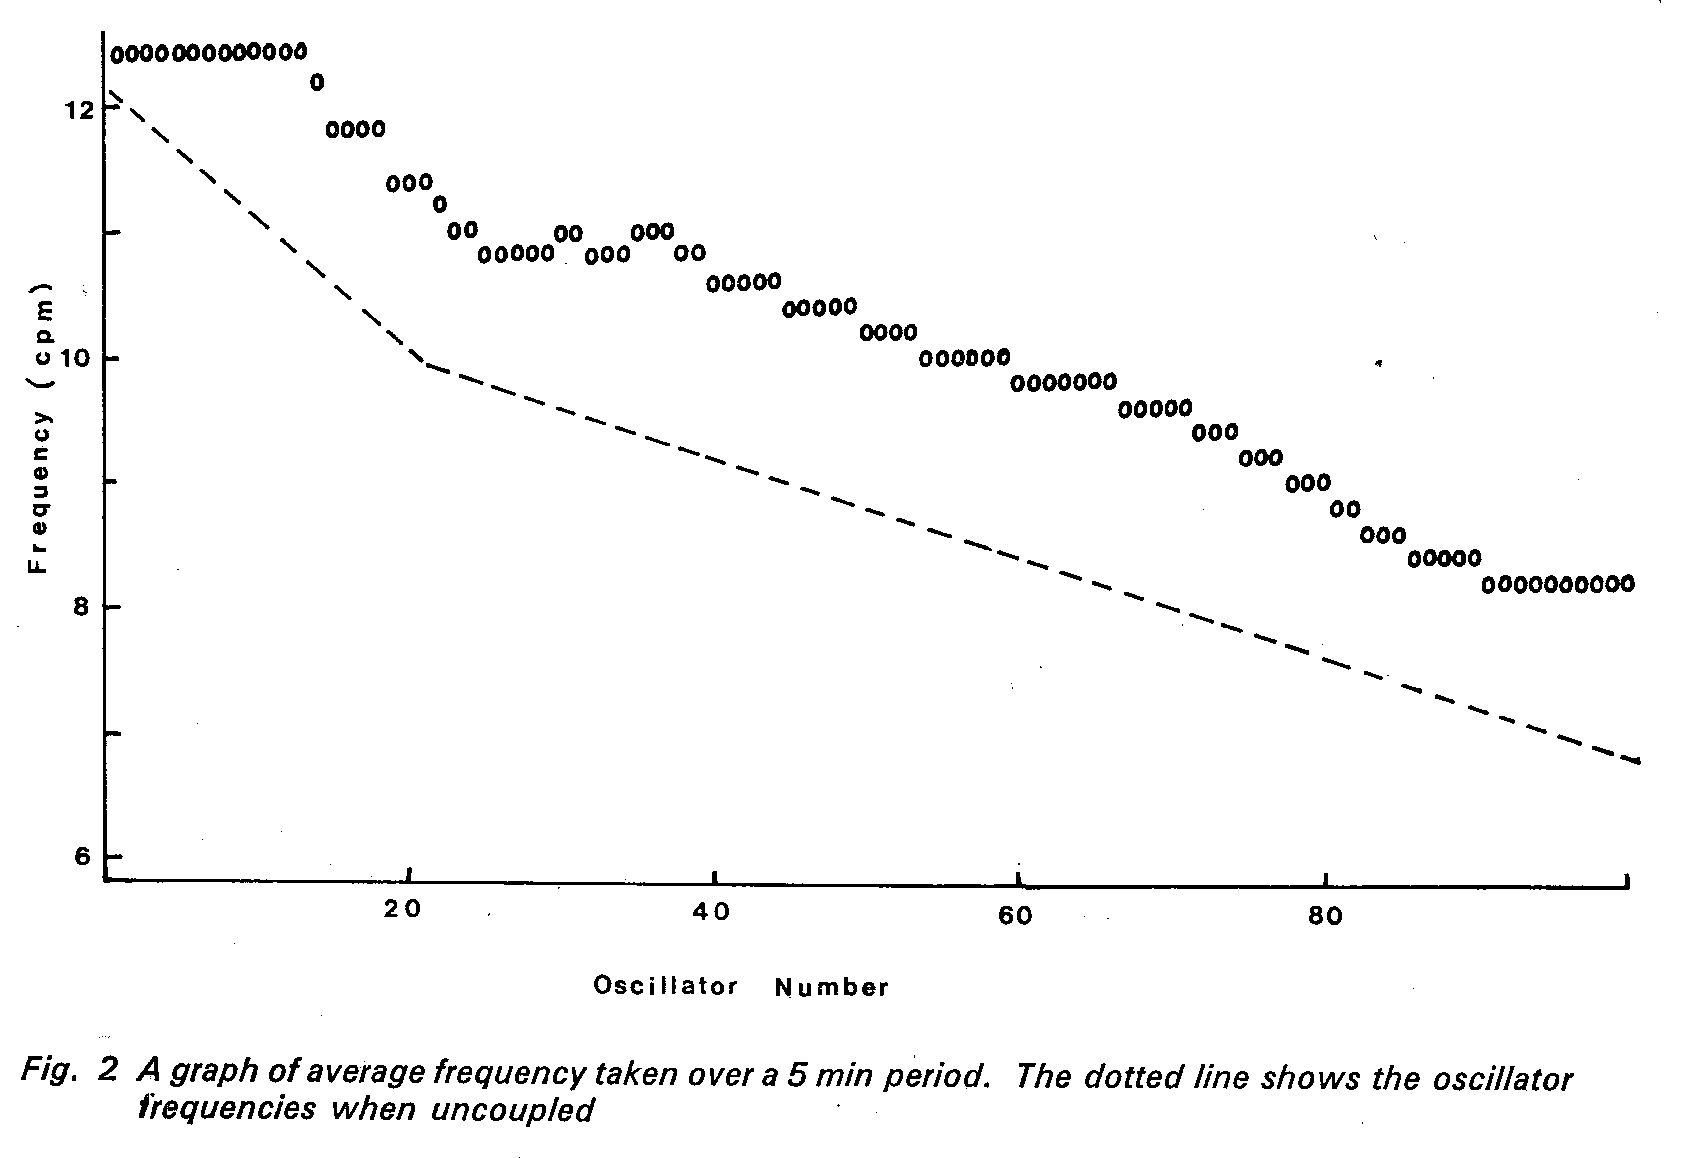 12
10
8
6
Frequency (cpm)
20 40 60 80
Oscillator Number
Fig. 2 A graph of average frequency taken over a 5 min period. The dotted line shows the oscillator
frequencies when uncoupled